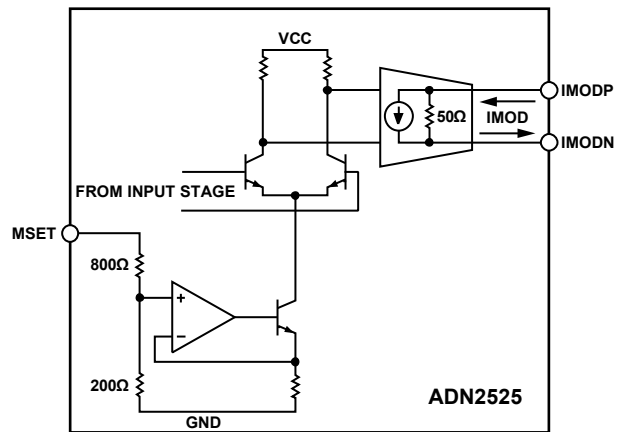 VCC
IMODP
50Ω
IMOD
IMODN
FROM INPUT STAGE
MSET
800Ω
+
−
200Ω
ADN2525
GND